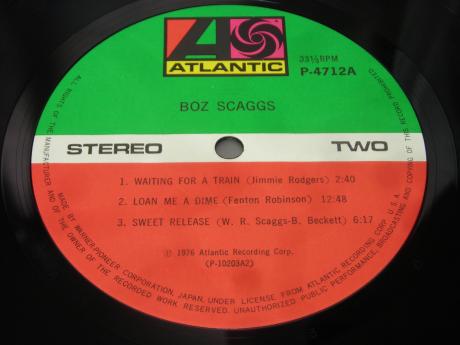 ATLANTIC
33⅓RPM
P-4712A
BOZ SCAGGS
STEREO
TWO
1. WAITING FOR A TRAIN (Jimmie Rodgers) 2:40
2. LOAN ME A DIME (Fenton Robinson) 12:48
3. SWEET RELEASE (W. R. Scaggs-B. Beckett) 6:17
Ⓟ 1976 Atlantic Recording Corp.
(P-10203A2)
MADE BY WARNER-PIONEER CORPORATION, JAPAN, UNDER LICENSE FROM ATLANTIC RECORDING CORP. U.S.A.
ALL RIGHTS OF THE MANUFACTURER AND OF THE OWNER OF THE RECORDED WORK RESERVED. UNAUTHORIZED PUBLIC PERFORMANCE, BROADCASTING AND COPYING OF THIS RECORD PROHIBITED